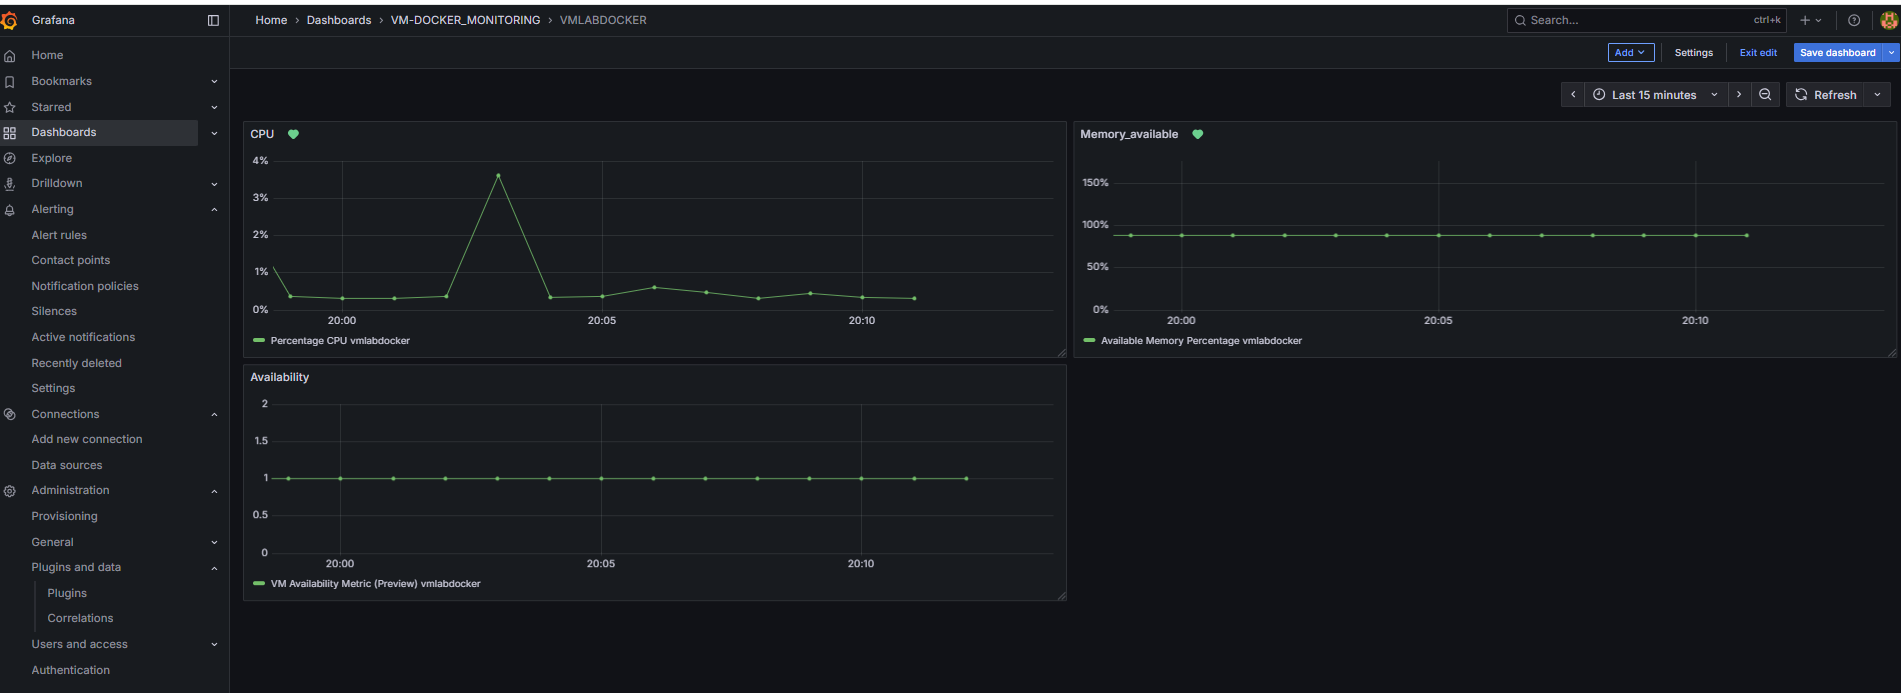 Grafana
Home › Dashboards › VM-DOCKER_MONITORING › VMLABDOCKER
Search... ctrl+k
Add Settings Exit edit Save dashboard
Last 15 minutes Refresh
Home
Bookmarks
Starred
Dashboards
Explore
Drilldown
Alerting
Alert rules
Contact points
Notification policies
Silences
Active notifications
Recently deleted
Settings
Connections
Add new connection
Data sources
Administration
Provisioning
General
Plugins and data
Plugins
Correlations
Users and access
Authentication
CPU
4%
3%
2%
1%
0%
20:00 20:05 20:10
Percentage CPU vmlabdocker
Memory_available
150%
100%
50%
0%
20:00 20:05 20:10
Available Memory Percentage vmlabdocker
Availability
2
1.5
1
0.5
0
20:00 20:05 20:10
VM Availability Metric (Preview) vmlabdocker